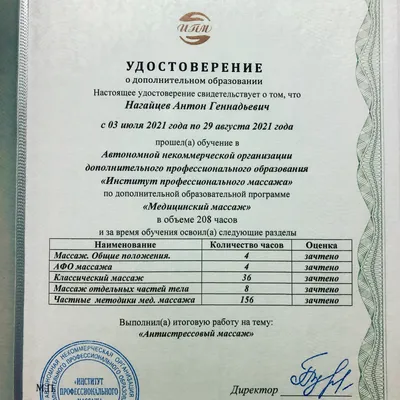 ИПМ
УДОСТОВЕРЕНИЕ
о дополнительном образовании
Настоящее удостоверение свидетельствует о том, что
Нагайцев Антон Геннадьевич
с 03 июля 2021 года по 29 августа 2021 года
прошел(а) обучение в
Автономной некоммерческой организации
дополнительного профессионального образования
«Институт профессионального массажа»
по дополнительной образовательной программе
«Медицинский массаж»
в объеме 208 часов
и за время обучения освоил(а) следующие разделы
Наименование Количество часов Оценка
Массаж. Общие положения. 4 зачтено
АФО массажа 4 зачтено
Классический массаж 36 зачтено
Массаж отдельных частей тела 8 зачтено
Частные методики мед. массажа 156 зачтено
Выполнил(а) итоговую работу на тему:
«Антистрессовый массаж»
«ИНСТИТУТ
ПРОФЕССИОНАЛЬНОГО
МАССАЖА»
Директор